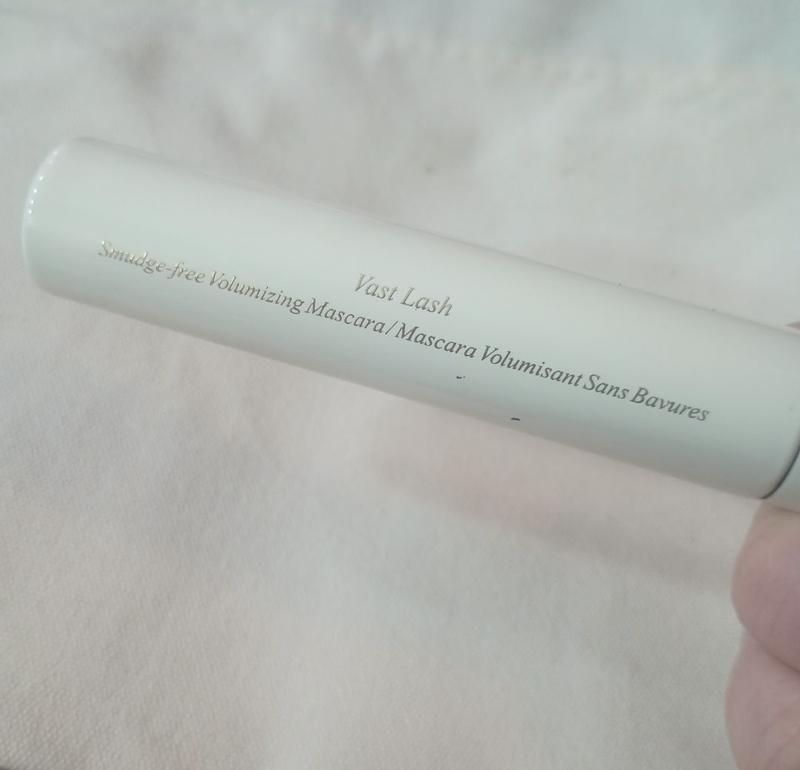 Vast Lash
Smudge-free Volumizing Mascara/Mascara Volumisant Sans Bavures